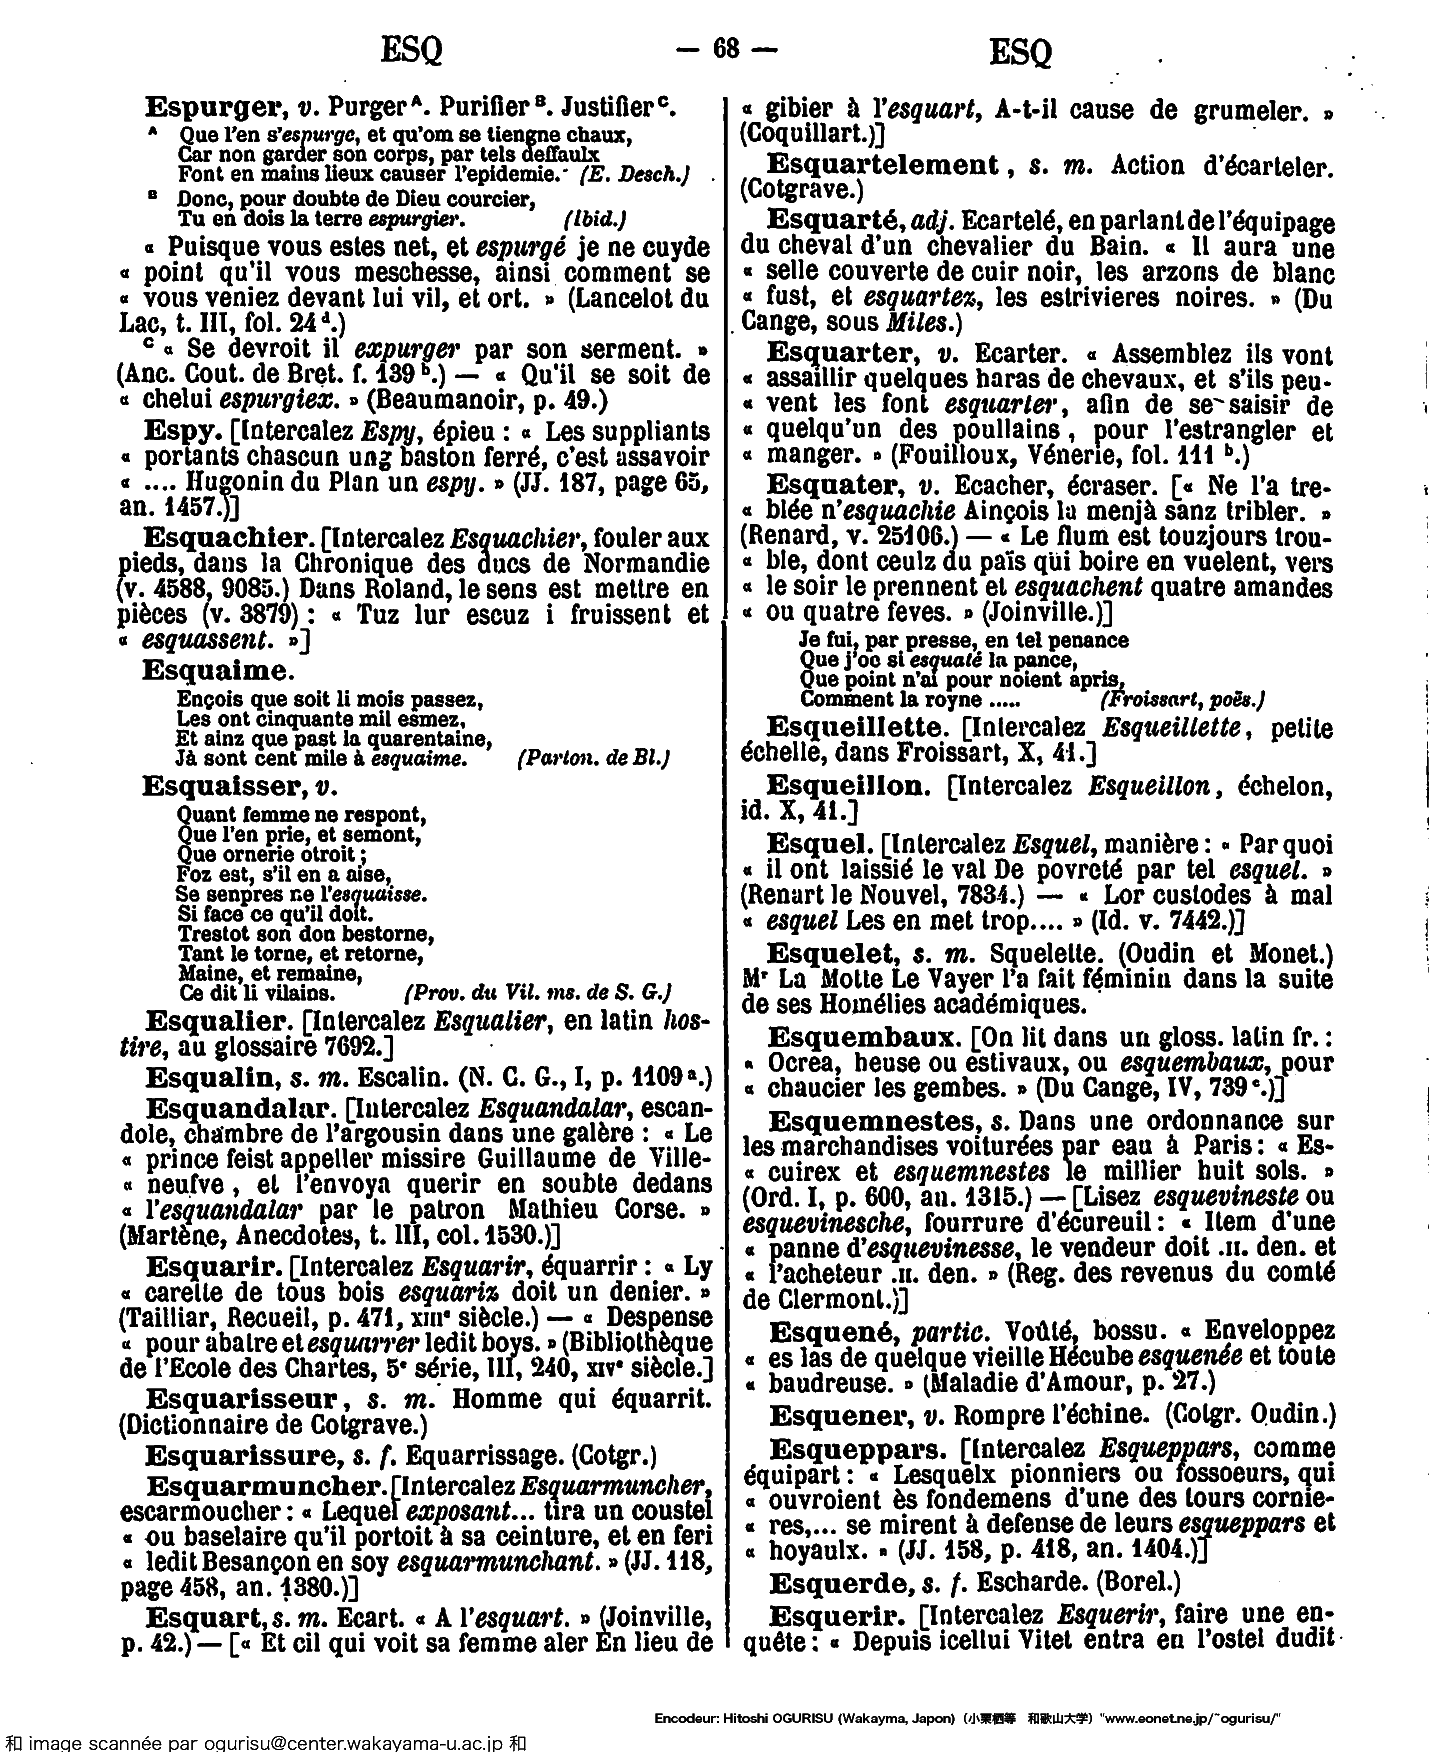 ESQ — 68 — ESQ
Espurger, v. Purger ᴬ. Purifier ᴮ. Justifier ᶜ.
ᴬ Que l'en s'espurge, et qu'om se tiengne chaux,
Car non garder son corps, par tels deffaulx
Font en mains lieux causer l'epidemie. (E. Desch.)
ᴮ Donc, pour doubte de Dieu courcier,
Tu en dois la terre espurgier. (Ibid.)
« Puisque vous estes net, et espurgé je ne cuyde
« point qu'il vous meschesse, ainsi comment se
« vous veniez devant lui vil, et ort. » (Lancelot du
Lac, t. III, fol. 24 ᵈ.)
ᶜ « Se devroit il expurger par son serment. »
(Anc. Cout. de Bret. f. 139 ᵇ.) — « Qu'il se soit de
« chelui espurgiex. » (Beaumanoir, p. 49.)
Espy. [Intercalez Espy, épieu : « Les suppliants
« portants chascun ung baston ferré, c'est assavoir
« .... Hugonin du Plan un espy. » (JJ. 187, page 65,
an. 1457.)]
Esquachier. [Intercalez Esquachier, fouler aux
pieds, dans la Chronique des ducs de Normandie
(v. 4588, 9085.) Dans Roland, le sens est mettre en
pièces (v. 3879) : « Tuz lur escuz i fruissent et
« esquassent. »]
Esquaime.
Ençois que soit li mois passez,
Les ont cinquante mil esmez,
Et ainz que past la quarentaine,
Jà sont cent mile à esquaime. (Parton. de Bl.)
Esquaisser, v.
Quant femme ne respont,
Que l'en prie, et semont,
Que ornerie otroit ;
Foz est, s'il en a aise,
Se senpres ne l'esquaisse.
Si face ce qu'il doit.
Trestot son don bestorne,
Tant le torne, et retorne,
Maine, et remaine,
Ce dit li vilains. (Prov. du Vil. ms. de S. G.)
Esqualier. [Intercalez Esqualier, en latin hos-
tire, au glossaire 7692.]
Esqualin, s. m. Escalin. (N. C. G., I, p. 1109 ᵃ.)
Esquandalar. [Intercalez Esquandalar, escan-
dole, chambre de l'argousin dans une galère : « Le
« prince feist appeller missire Guillaume de Ville-
« neufve, et l'envoya querir en soubte dedans
« l'esquandalar par le patron Mathieu Corse. »
(Martène, Anecdotes, t. III, col. 1530.)]
Esquarir. [Intercalez Esquarir, équarrir : « Ly
« carette de tous bois esquariz doit un denier. »
(Tailliar, Recueil, p. 471, XIIIᵉ siècle.) — « Despense
« pour abatre et esquarrer ledit boys. » (Bibliothèque
de l'Ecole des Chartes, 5ᵉ série, III, 240, XIVᵉ siècle.]
Esquarisseur, s. m. Homme qui équarrit.
(Dictionnaire de Cotgrave.)
Esquarissure, s. f. Equarrissage. (Cotgr.)
Esquarmuncher. [Intercalez Esquarmuncher,
escarmoucher : « Lequel exposant... tira un coustel
« ou baselaire qu'il portoit à sa ceinture, et en feri
« ledit Besançon en soy esquarmunchant. » (JJ. 118,
page 458, an. 1380.)]
Esquart, s. m. Ecart. « A l'esquart. » (Joinville,
p. 42.) — [« Et cil qui voit sa femme aler En lieu de
« gibier à l'esquart, A-t-il cause de grumeler. »
(Coquillart.)]
Esquartelement, s. m. Action d'écarteler.
(Cotgrave.)
Esquarté, adj. Ecartelé, en parlant de l'équipage
du cheval d'un chevalier du Bain. « Il aura une
« selle couverte de cuir noir, les arzons de blanc
« fust, et esquartez, les estrivieres noires. » (Du
Cange, sous Miles.)
Esquarter, v. Ecarter. « Assemblez ils vont
« assaillir quelques haras de chevaux, et s'ils peu-
« vent les font esquarter, afin de se saisir de
« quelqu'un des poullains, pour l'estrangler et
« manger. » (Fouilloux, Vénerie, fol. 111 ᵇ.)
Esquater, v. Ecacher, écraser. [« Ne l'a tre-
« blée n'esquachie Ainçois la menjà sanz tribler. »
(Renard, v. 25106.) — « Le flum est touzjours trou-
« ble, dont ceulz du païs qui boire en vuelent, vers
« le soir le prennent et esquachent quatre amandes
« ou quatre feves. » (Joinville.)]
Je fui, par presse, en tel penance
Que j'oc si esquaté la pance,
Que point n'ai pour noient apris,
Comment la royne ..... (Froissart, poës.)
Esqueillette. [Intercalez Esqueillette, petite
échelle, dans Froissart, X, 41.]
Esqueillon. [Intercalez Esqueillon, échelon,
id. X, 41.]
Esquel. [Intercalez Esquel, manière : « Par quoi
« il ont laissié le val De povreté par tel esquel. »
(Renart le Nouvel, 7834.) — « Lor custodes à mal
« esquel Les en met trop.... » (Id. v. 7442.)]
Esquelet, s. m. Squelette. (Oudin et Monet.)
Mʳ La Motte Le Vayer l'a fait féminin dans la suite
de ses Homélies académiques.
Esquembaux. [On lit dans un gloss. latin fr. :
« Ocrea, heuse ou estivaux, ou esquembaux, pour
« chaucier les gembes. » (Du Cange, IV, 739 ᶜ.)]
Esquemnestes, s. Dans une ordonnance sur
les marchandises voiturées par eau à Paris : « Es-
« cuirex et esquemnestes le millier huit sols. »
(Ord. I, p. 600, an. 1315.) — [Lisez esquevineste ou
esquevinesche, fourrure d'écureuil : « Item d'une
« panne d'esquevinesse, le vendeur doit .II. den. et
« l'acheteur .II. den. » (Reg. des revenus du comté
de Clermont.)]
Esquené, partic. Voûté, bossu. « Enveloppez
« es las de quelque vieille Hécube esquenée et toute
« baudreuse. » (Maladie d'Amour, p. 27.)
Esquener, v. Rompre l'échine. (Cotgr. Oudin.)
Esqueppars. [Intercalez Esqueppars, comme
équipart : « Lesquelx pionniers ou fossoeurs, qui
« ouvroient ès fondemens d'une des tours cornie-
« res,... se mirent à defense de leurs esqueppars et
« hoyaulx. » (JJ. 158, p. 418, an. 1404.)]
Esquerde, s. f. Escharde. (Borel.)
Esquerir. [Intercalez Esquerir, faire une en-
quête : « Depuis icellui Vitet entra en l'ostel dudit
Encodeur: Hitoshi OGURISU (Wakayma, Japon) (小栗栖等 和歌山大学) "www.eonet.ne.jp/~ogurisu/"
和 image scannée par ogurisu@center.wakayama-u.ac.jp 和